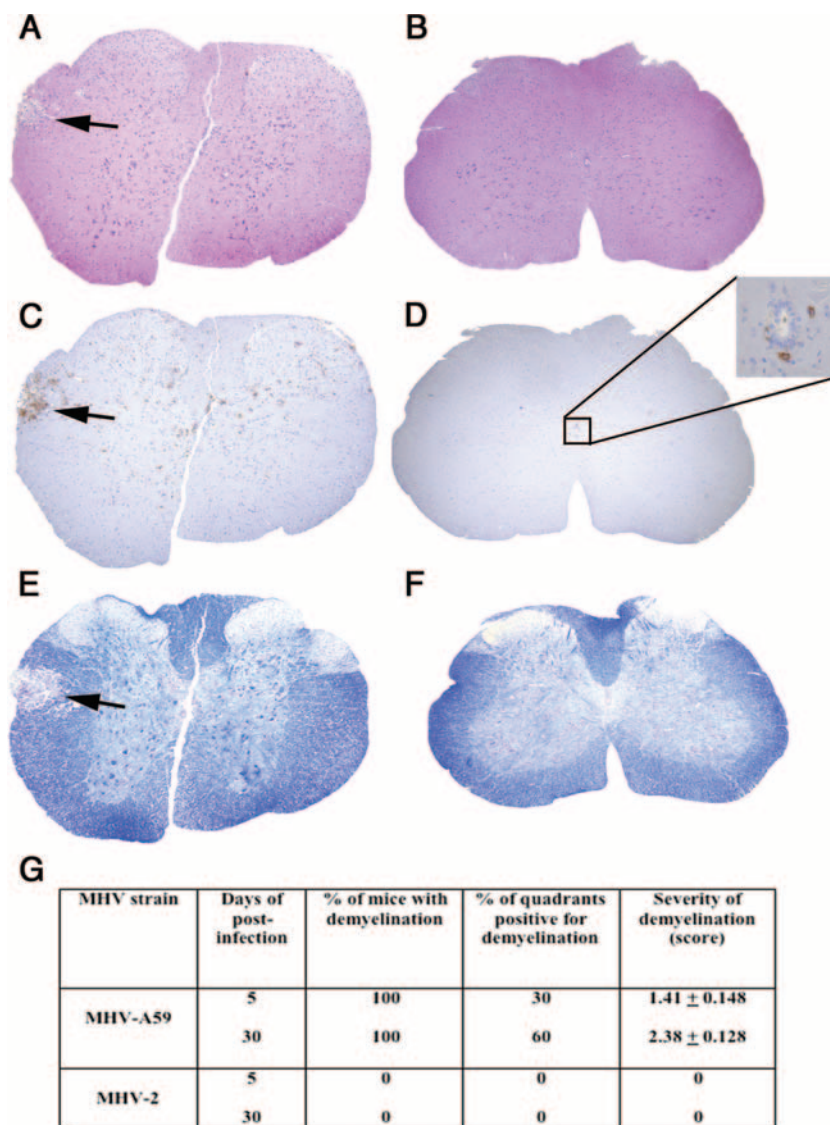 A
B
C
D
E
F
G
MHV strain
Days of
post-
infection
% of mice with
demyelination
% of quadrants
positive for
demyelination
Severity of
demyelination
(score)
MHV-A59
5
100
30
1.41 ± 0.148
30
100
60
2.38 ± 0.128
MHV-2
5
0
0
0
30
0
0
0